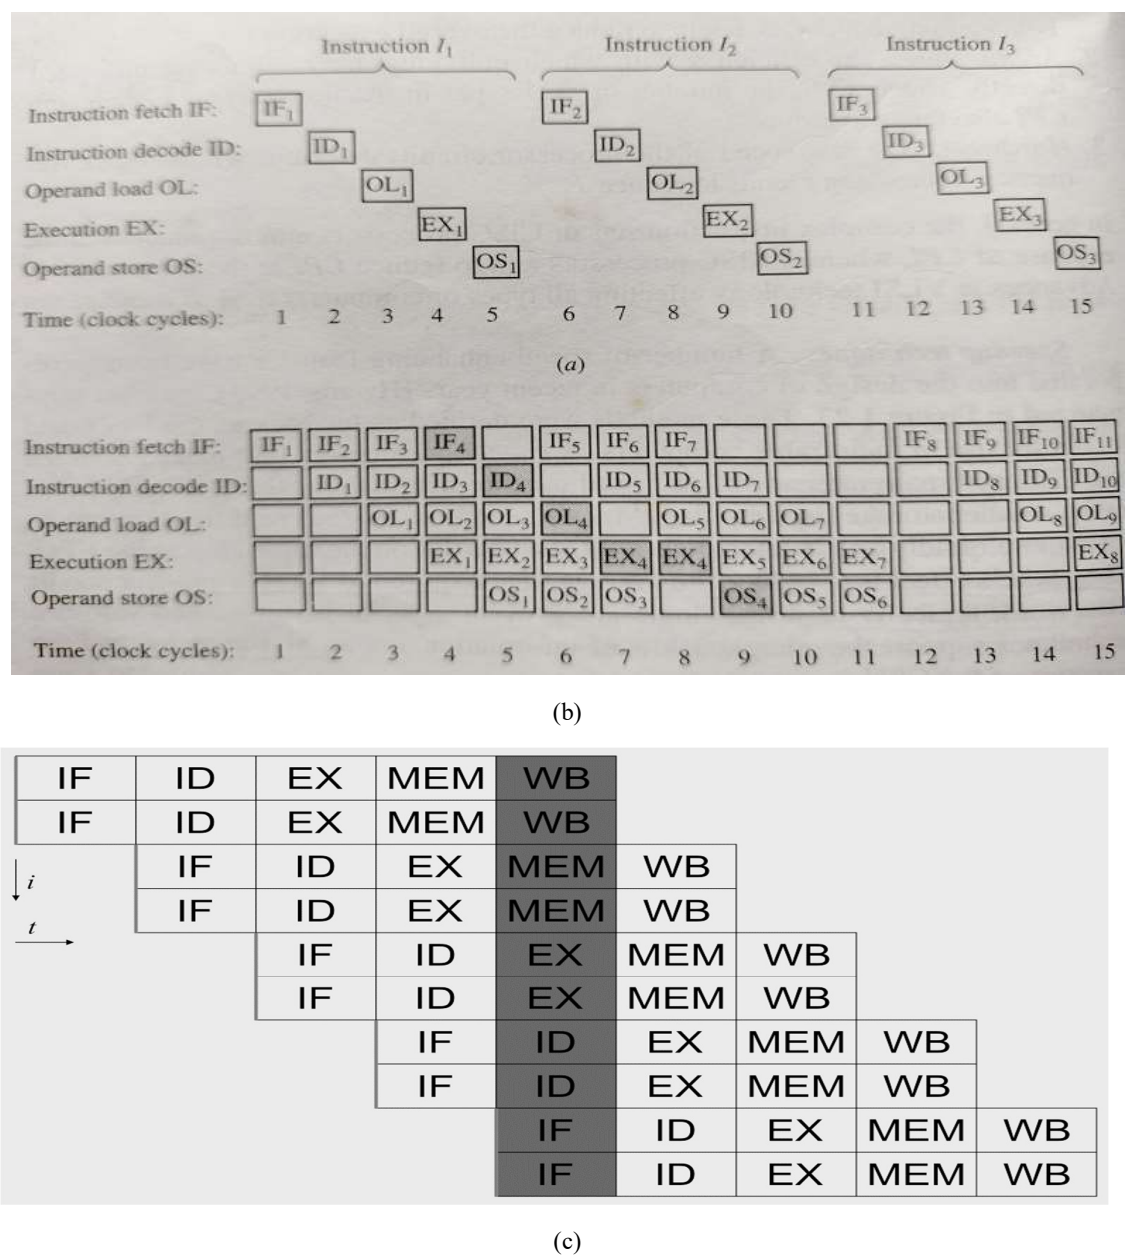 Instruction I₁ Instruction I₂ Instruction I₃
Instruction fetch IF: IF₁ IF₂ IF₃
Instruction decode ID: ID₁ ID₂ ID₃
Operand load OL: OL₁ OL₂ OL₃
Execution EX: EX₁ EX₂ EX₃
Operand store OS: OS₁ OS₂ OS₃
Time (clock cycles): 1 2 3 4 5 6 7 8 9 10 11 12 13 14 15
(a)
Instruction fetch IF: IF₁ IF₂ IF₃ IF₄ IF₅ IF₆ IF₇ IF₈ IF₉ IF₁₀ IF₁₁
Instruction decode ID: ID₁ ID₂ ID₃ ID₄ ID₅ ID₆ ID₇ ID₈ ID₉ ID₁₀
Operand load OL: OL₁ OL₂ OL₃ OL₄ OL₅ OL₆ OL₇ OL₈ OL₉
Execution EX: EX₁ EX₂ EX₃ EX₄ EX₄ EX₅ EX₆ EX₇ EX₈
Operand store OS: OS₁ OS₂ OS₃ OS₄ OS₅ OS₆
Time (clock cycles): 1 2 3 4 5 6 7 8 9 10 11 12 13 14 15
(b)
IF ID EX MEM WB
IF ID EX MEM WB
IF ID EX MEM WB
i
IF ID EX MEM WB
t
IF ID EX MEM WB
IF ID EX MEM WB
IF ID EX MEM WB
IF ID EX MEM WB
IF ID EX MEM WB
IF ID EX MEM WB
(c)